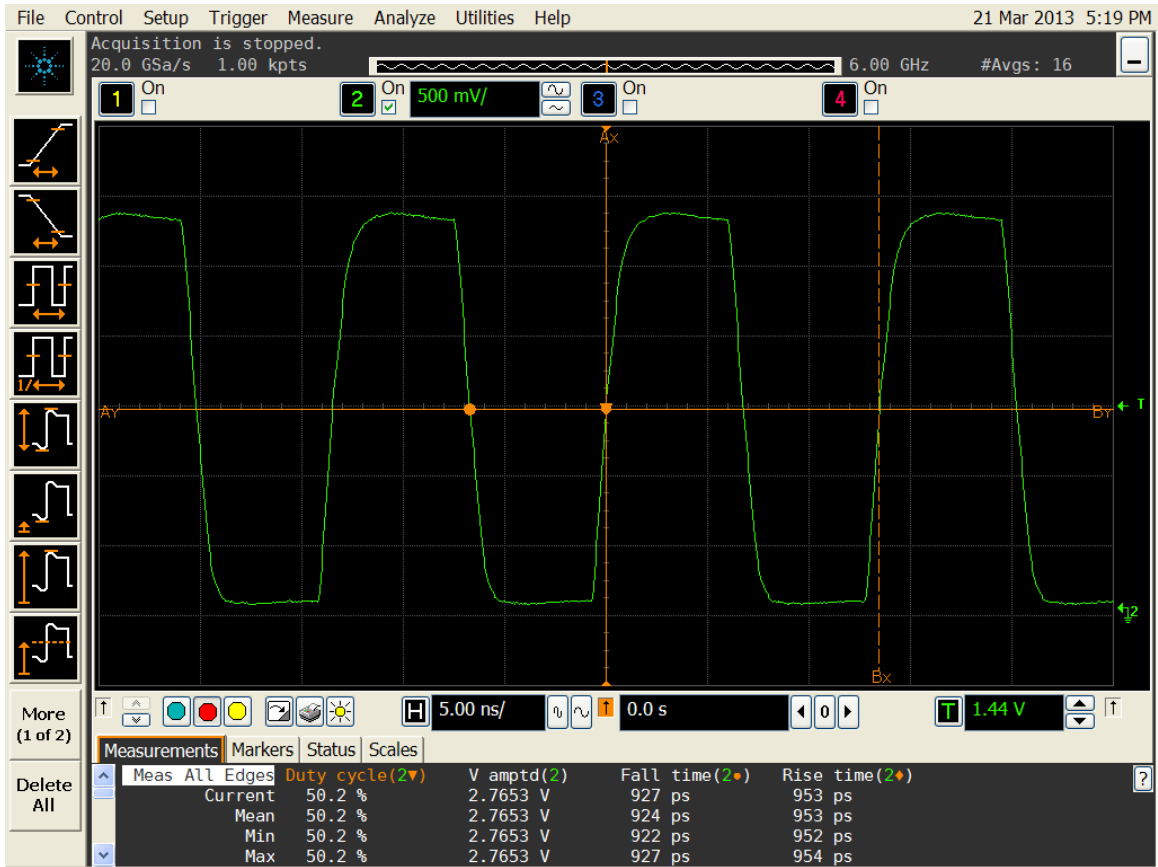 File Control Setup Trigger Measure Analyze Utilities Help 21 Mar 2013 5:19 PM
Acquisition is stopped.
20.0 GSa/s 1.00 kpts 6.00 GHz #Avgs: 16
1 On 2 On 500 mV/ 3 On 4 On
Ax
1/
AY BY T
2
Bx
More
(1 of 2)
Delete
All
H 5.00 ns/ 0.0 s 0 T 1.44 V
Measurements Markers Status Scales
Meas All Edges Duty cycle(2▼) V amptd(2) Fall time(2●) Rise time(2♦) ?
Current 50.2 % 2.7653 V 927 ps 953 ps
Mean 50.2 % 2.7653 V 924 ps 953 ps
Min 50.2 % 2.7653 V 922 ps 952 ps
Max 50.2 % 2.7653 V 927 ps 954 ps